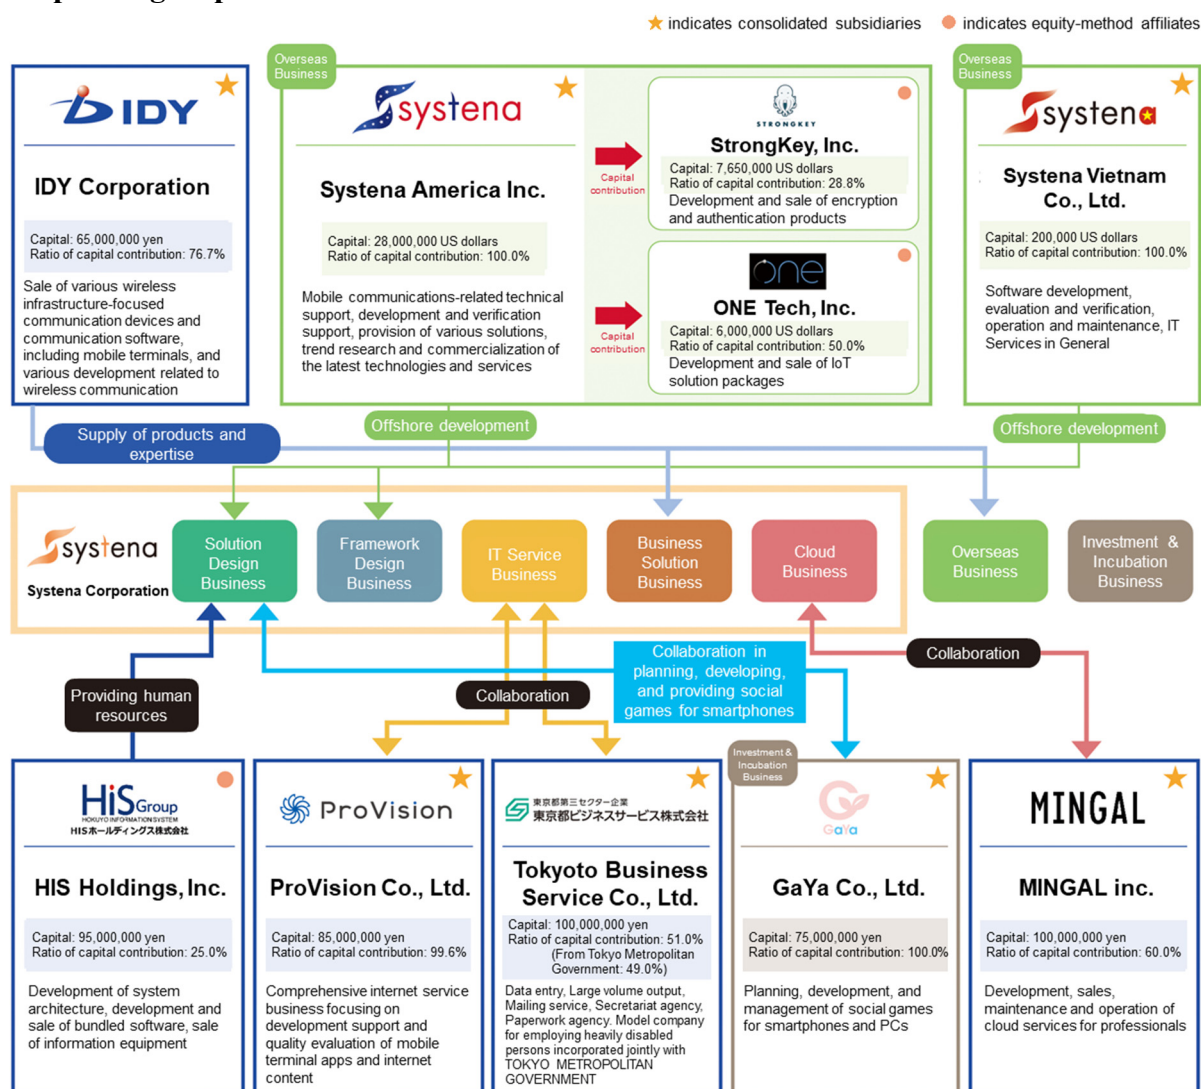 ★ indicates consolidated subsidiaries ● indicates equity-method affiliates
IDY
IDY Corporation
Capital: 65,000,000 yen
Ratio of capital contribution: 76.7%
Sale of various wireless
infrastructure-focused
communication devices and
communication software,
including mobile terminals, and
various development related to
wireless communication
Overseas
Business
systena
Systena America Inc.
Capital: 28,000,000 US dollars
Ratio of capital contribution: 100.0%
Mobile communications-related technical
support, development and verification
support, provision of various solutions,
trend research and commercialization of
the latest technologies and services
Capital
contribution
STRONGKEY
StrongKey, Inc.
Capital: 7,650,000 US dollars
Ratio of capital contribution: 28.8%
Development and sale of encryption
and authentication products
Capital
contribution
one
ONE Tech, Inc.
Capital: 6,000,000 US dollars
Ratio of capital contribution: 50.0%
Development and sale of IoT
solution packages
Overseas
Business
systena
Systena Vietnam
Co., Ltd.
Capital: 200,000 US dollars
Ratio of capital contribution: 100.0%
Software development,
evaluation and verification,
operation and maintenance, IT
Services in General
Supply of products and
expertise
Offshore development
Offshore development
systena
Systena Corporation
Solution
Design
Business
Framework
Design
Business
IT Service
Business
Business
Solution
Business
Cloud
Business
Overseas
Business
Investment &
Incubation
Business
Providing human
resources
Collaboration
Collaboration in
planning, developing,
and providing social
games for smartphones
Collaboration
HiS Group
HOKUYO INFORMATION SYSTEM
HISホールディングス株式会社
HIS Holdings, Inc.
Capital: 95,000,000 yen
Ratio of capital contribution: 25.0%
Development of system
architecture, development and
sale of bundled software, sale
of information equipment
ProVision
ProVision Co., Ltd.
Capital: 85,000,000 yen
Ratio of capital contribution: 99.6%
Comprehensive internet service
business focusing on
development support and
quality evaluation of mobile
terminal apps and internet
content
東京都第三セクター企業
東京都ビジネスサービス株式会社
Tokyoto Business
Service Co., Ltd.
Capital: 100,000,000 yen
Ratio of capital contribution: 51.0%
(From Tokyo Metropolitan
Government: 49.0%)
Data entry, Large volume output,
Mailing service, Secretariat agency,
Paperwork agency. Model company
for employing heavily disabled
persons incorporated jointly with
TOKYO METROPOLITAN
GOVERNMENT
Investment &
Incubation
Business
GaYa
GaYa Co., Ltd.
Capital: 75,000,000 yen
Ratio of capital contribution: 100.0%
Planning, development, and
management of social games
for smartphones and PCs
MINGAL
MINGAL inc.
Capital: 100,000,000 yen
Ratio of capital contribution: 60.0%
Development, sales,
maintenance and operation of
cloud services for professionals